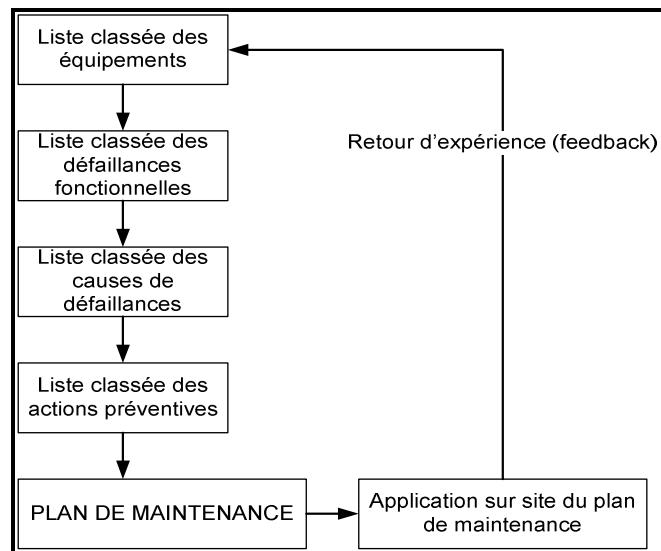 Liste classée des
équipements
Liste classée des
défaillances
fonctionnelles
Retour d'expérience (feedback)
Liste classée des
causes de
défaillances
Liste classée des
actions préventives
PLAN DE MAINTENANCE
Application sur site du plan
de maintenance